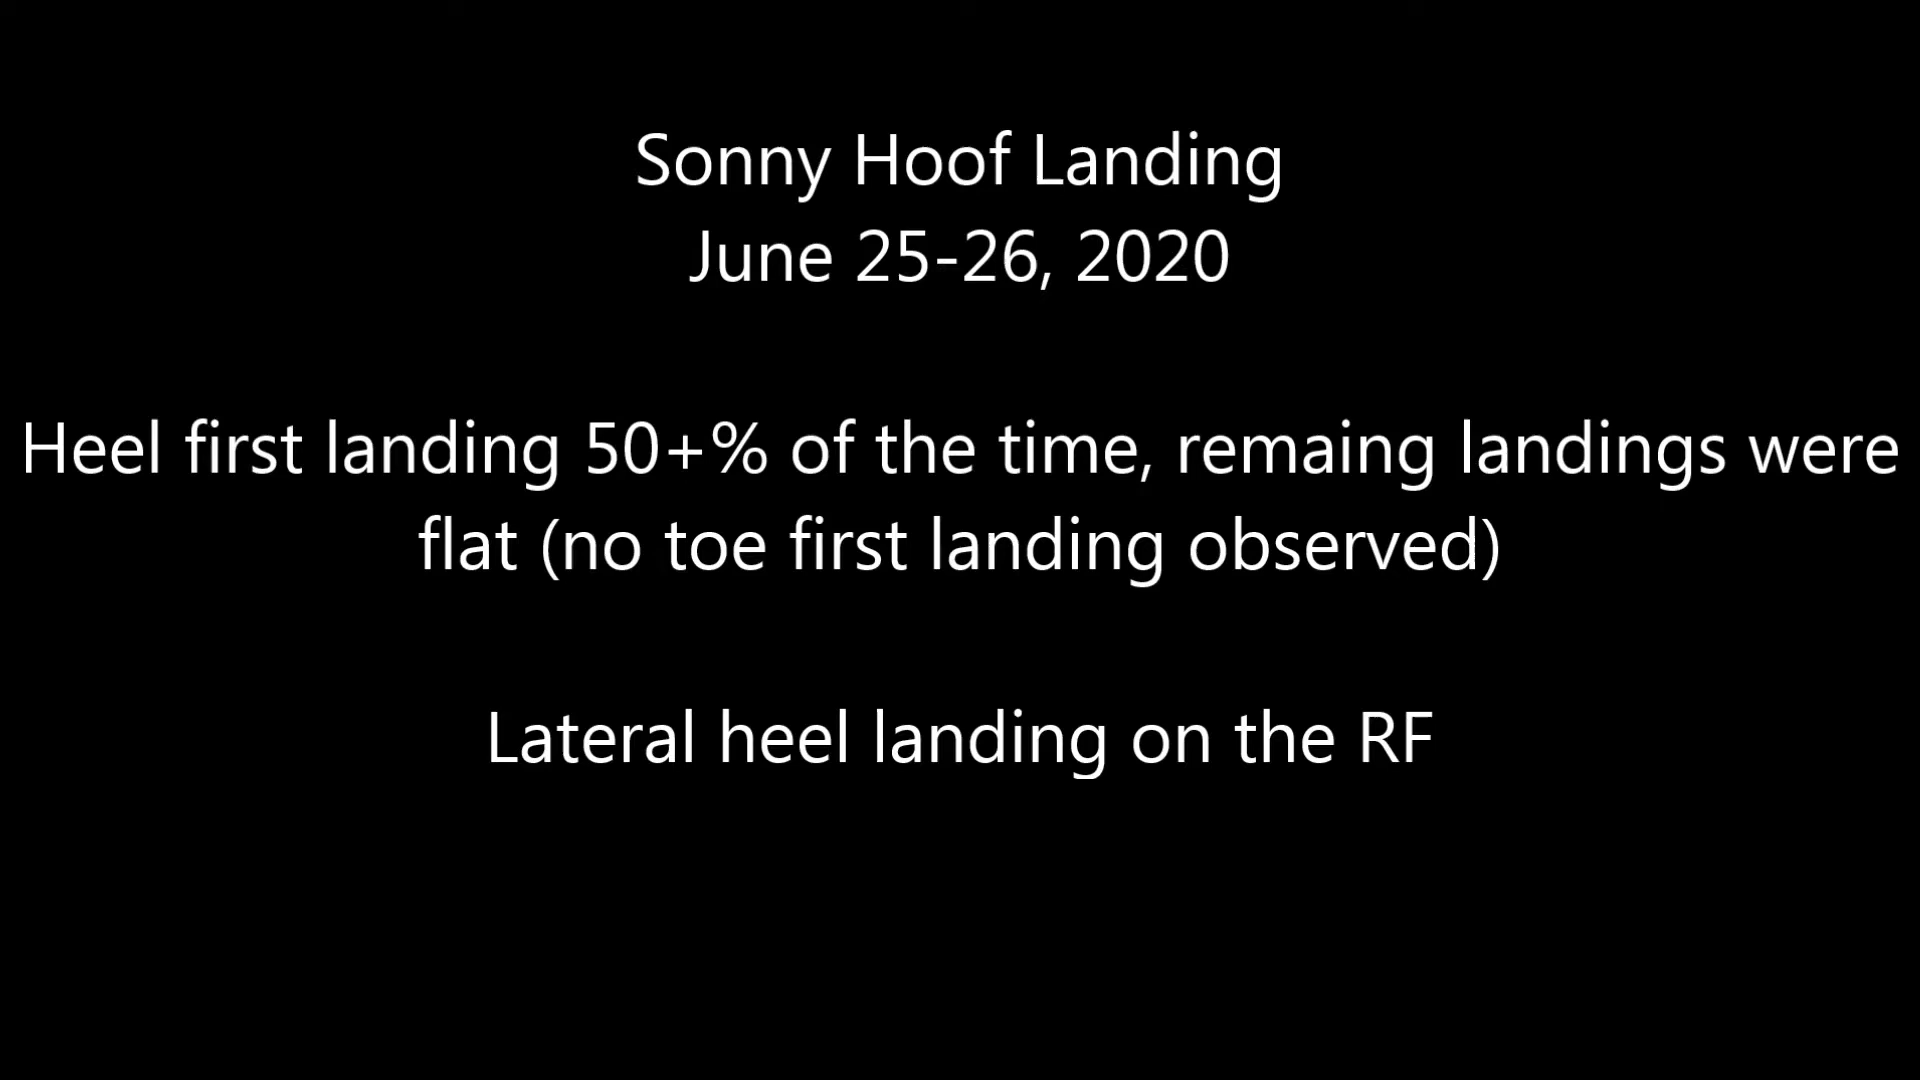 Sonny Hoof Landing
June 25-26, 2020
Heel first landing 50+% of the time, remaing landings were
flat (no toe first landing observed)
Lateral heel landing on the RF